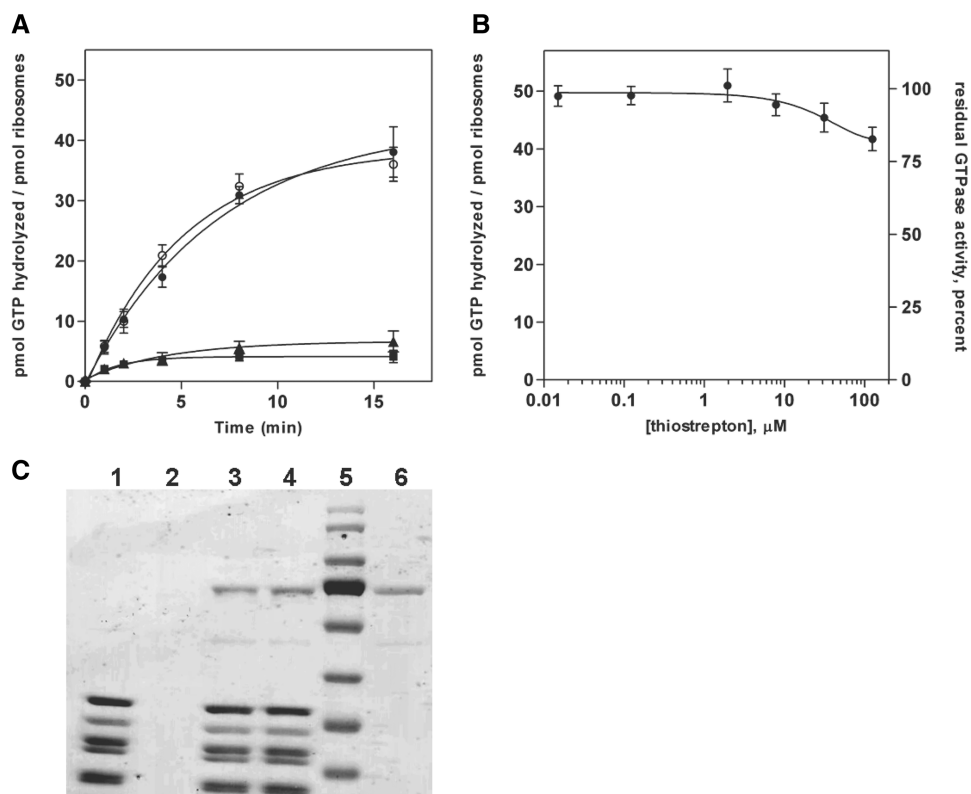 A
pmol GTP hydrolyzed / pmol ribosomes
50
40
30
20
10
0
0 5 10 15
Time (min)
B
pmol GTP hydrolyzed / pmol ribosomes
50
40
30
20
10
0
100
75
50
25
0
residual GTPase activity, percent
0.01 0.1 1 10 100
[thiostrepton], μM
C
1 2 3 4 5 6